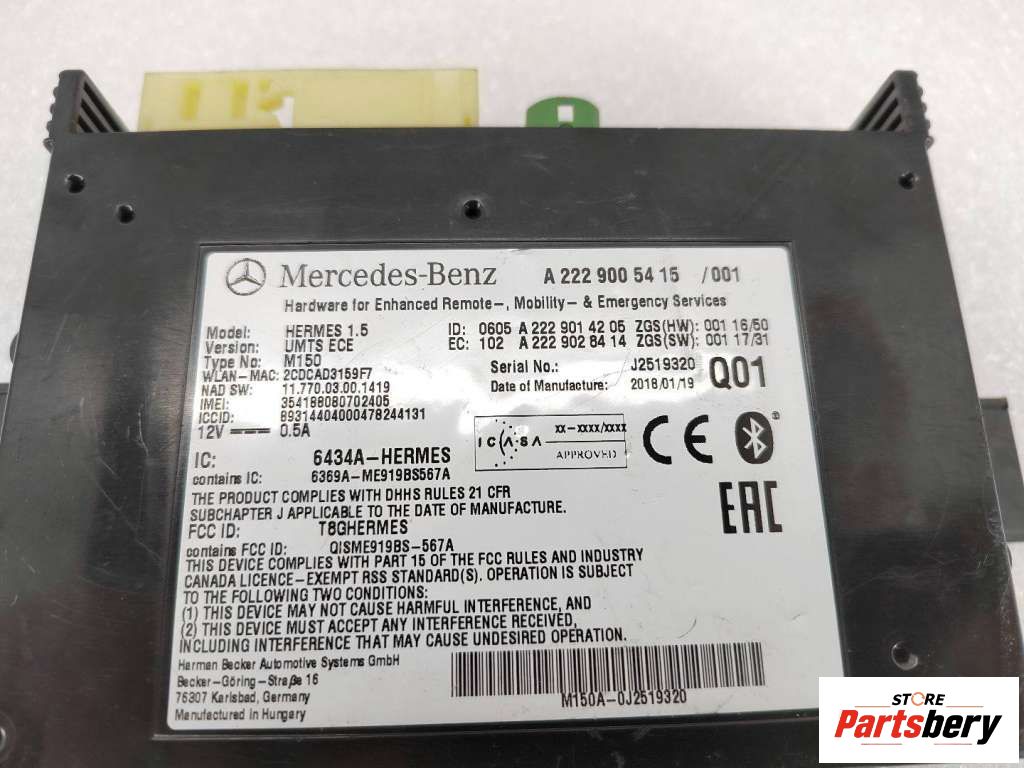 Mercedes-Benz A 222 900 54 15 /001
Hardware for Enhanced Remote-, Mobility- & Emergency Services
Model: HERMES 1.5 ID: 0605 A 222 901 42 05 ZGS(HW): 001 16/50
Version: UMTS ECE EC: 102 A 222 902 84 14 ZGS(SW): 001 17/31
Type No: M150
WLAN-MAC: 2CDCAD3159F7 Serial No.: J2519320
NAD SW: 11.770.03.00.1419 Date of Manufacture: 2018/01/19 Q01
IMEI: 354188080702405
ICCID: 89314404000478244131
12V 0.5A
ICASA xx-xxxx/xxxx
APPROVED
CE
EAC
IC: 6434A-HERMES
contains IC: 6369A-ME919BS567A
THE PRODUCT COMPLIES WITH DHHS RULES 21 CFR
SUBCHAPTER J APPLICABLE TO THE DATE OF MANUFACTURE.
FCC ID: T8GHERMES
contains FCC ID: QISME919BS-567A
THIS DEVICE COMPLIES WITH PART 15 OF THE FCC RULES AND INDUSTRY
CANADA LICENCE-EXEMPT RSS STANDARD(S). OPERATION IS SUBJECT
TO THE FOLLOWING TWO CONDITIONS:
(1) THIS DEVICE MAY NOT CAUSE HARMFUL INTERFERENCE, AND
(2) THIS DEVICE MUST ACCEPT ANY INTERFERENCE RECEIVED,
INCLUDING INTERFERENCE THAT MAY CAUSE UNDESIRED OPERATION.
Harman Becker Automotive Systems GmbH
Becker-Göring-Straße 16
76307 Karlsbad, Germany
Manufactured in Hungary
M150A-0J2519320
STORE
Partsbery